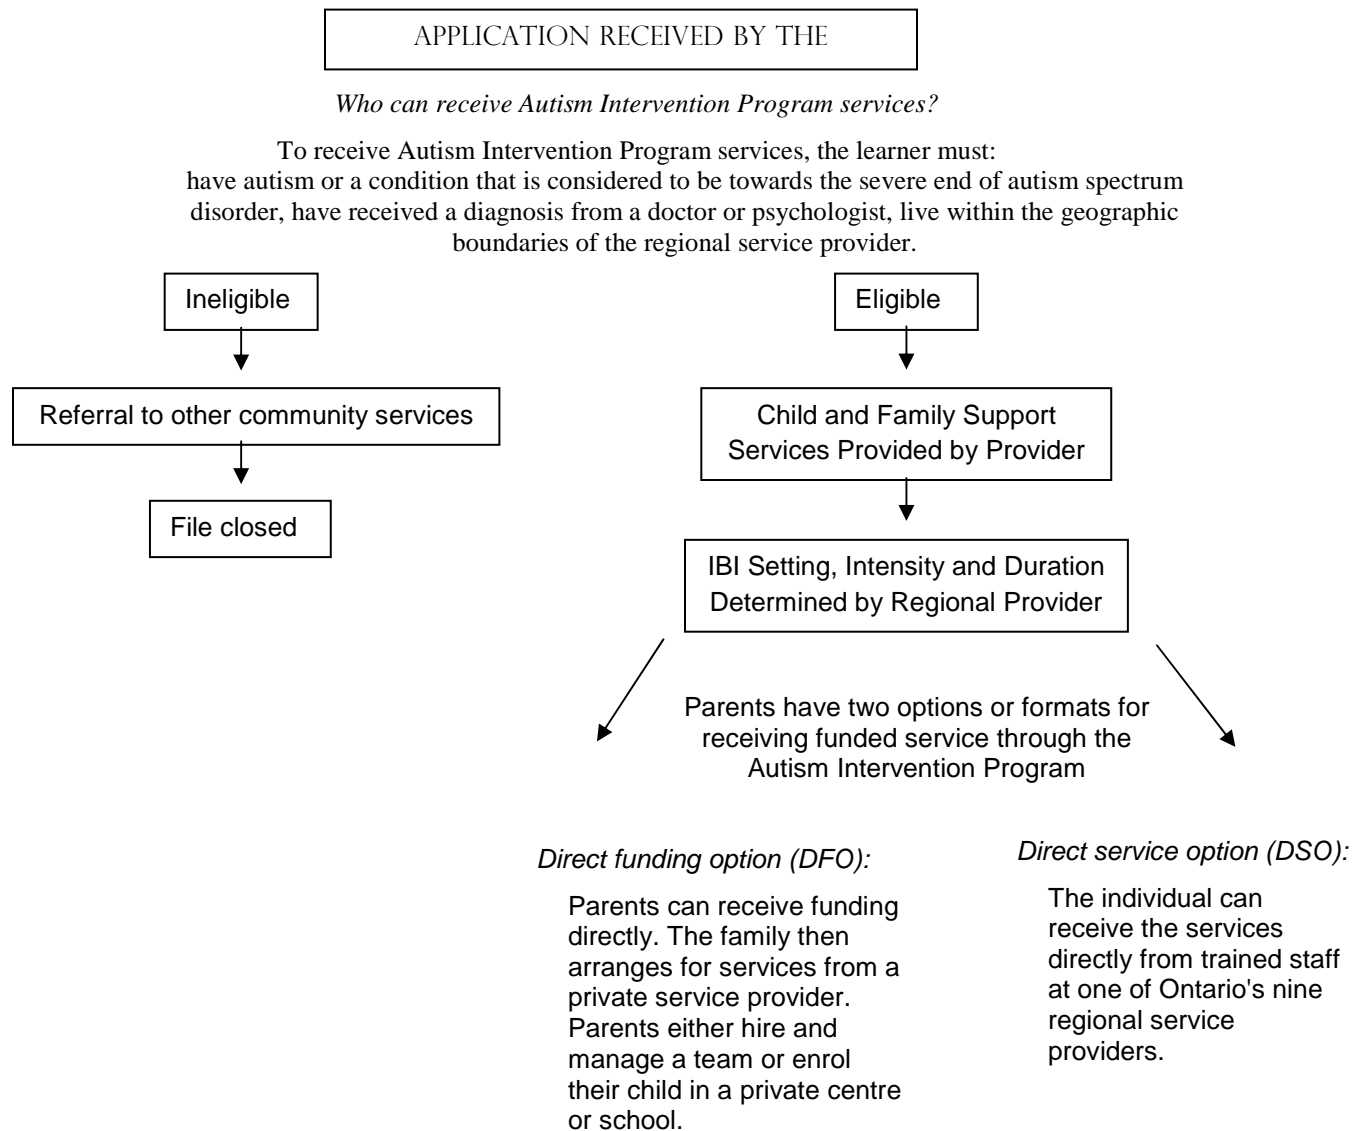 APPLICATION RECEIVED BY THE
Who can receive Autism Intervention Program services?
To receive Autism Intervention Program services, the learner must:
have autism or a condition that is considered to be towards the severe end of autism spectrum
disorder, have received a diagnosis from a doctor or psychologist, live within the geographic
boundaries of the regional service provider.
Ineligible
Eligible
Referral to other community services
Child and Family Support
Services Provided by Provider
File closed
IBI Setting, Intensity and Duration
Determined by Regional Provider
Parents have two options or formats for
receiving funded service through the
Autism Intervention Program
Direct funding option (DFO):
Parents can receive funding
directly. The family then
arranges for services from a
private service provider.
Parents either hire and
manage a team or enrol
their child in a private centre
or school.
Direct service option (DSO):
The individual can
receive the services
directly from trained staff
at one of Ontario's nine
regional service
providers.